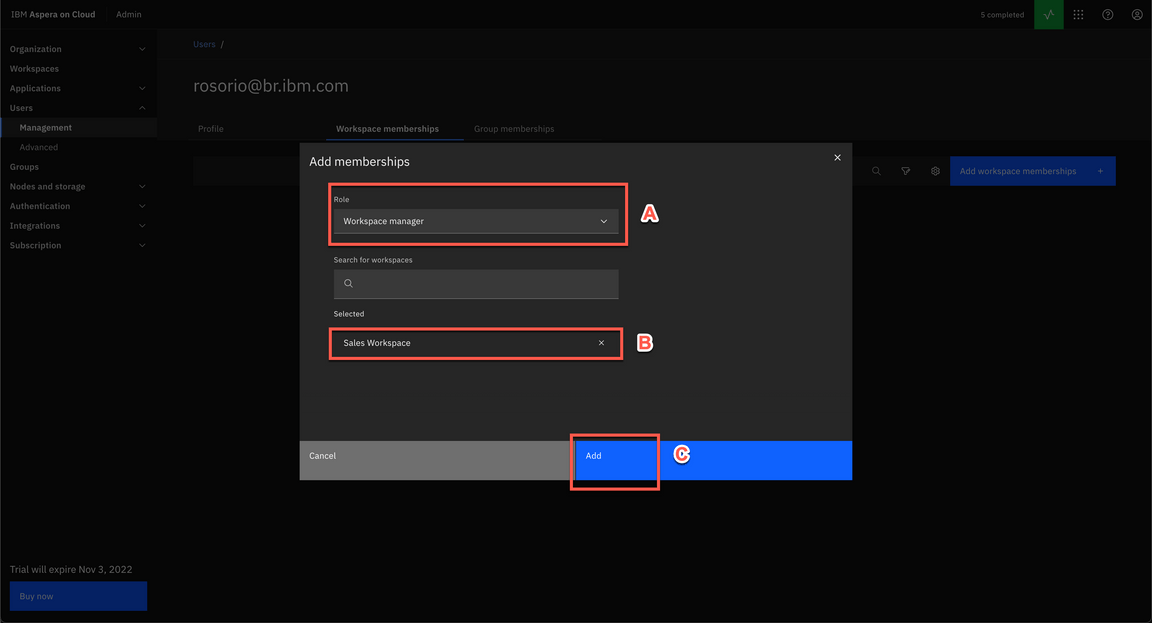 IBM Aspera on Cloud Admin 5 completed
Organization
Workspaces
Applications
Users
Management
Advanced
Groups
Nodes and storage
Authentication
Integrations
Subscription
Trial will expire Nov 3, 2022
Buy now
Users /
rosorio@br.ibm.com
Profile Workspace memberships Group memberships
Add workspace memberships +
Add memberships
Role
Workspace manager
A
Search for workspaces
Selected
Sales Workspace
B
Cancel Add
C